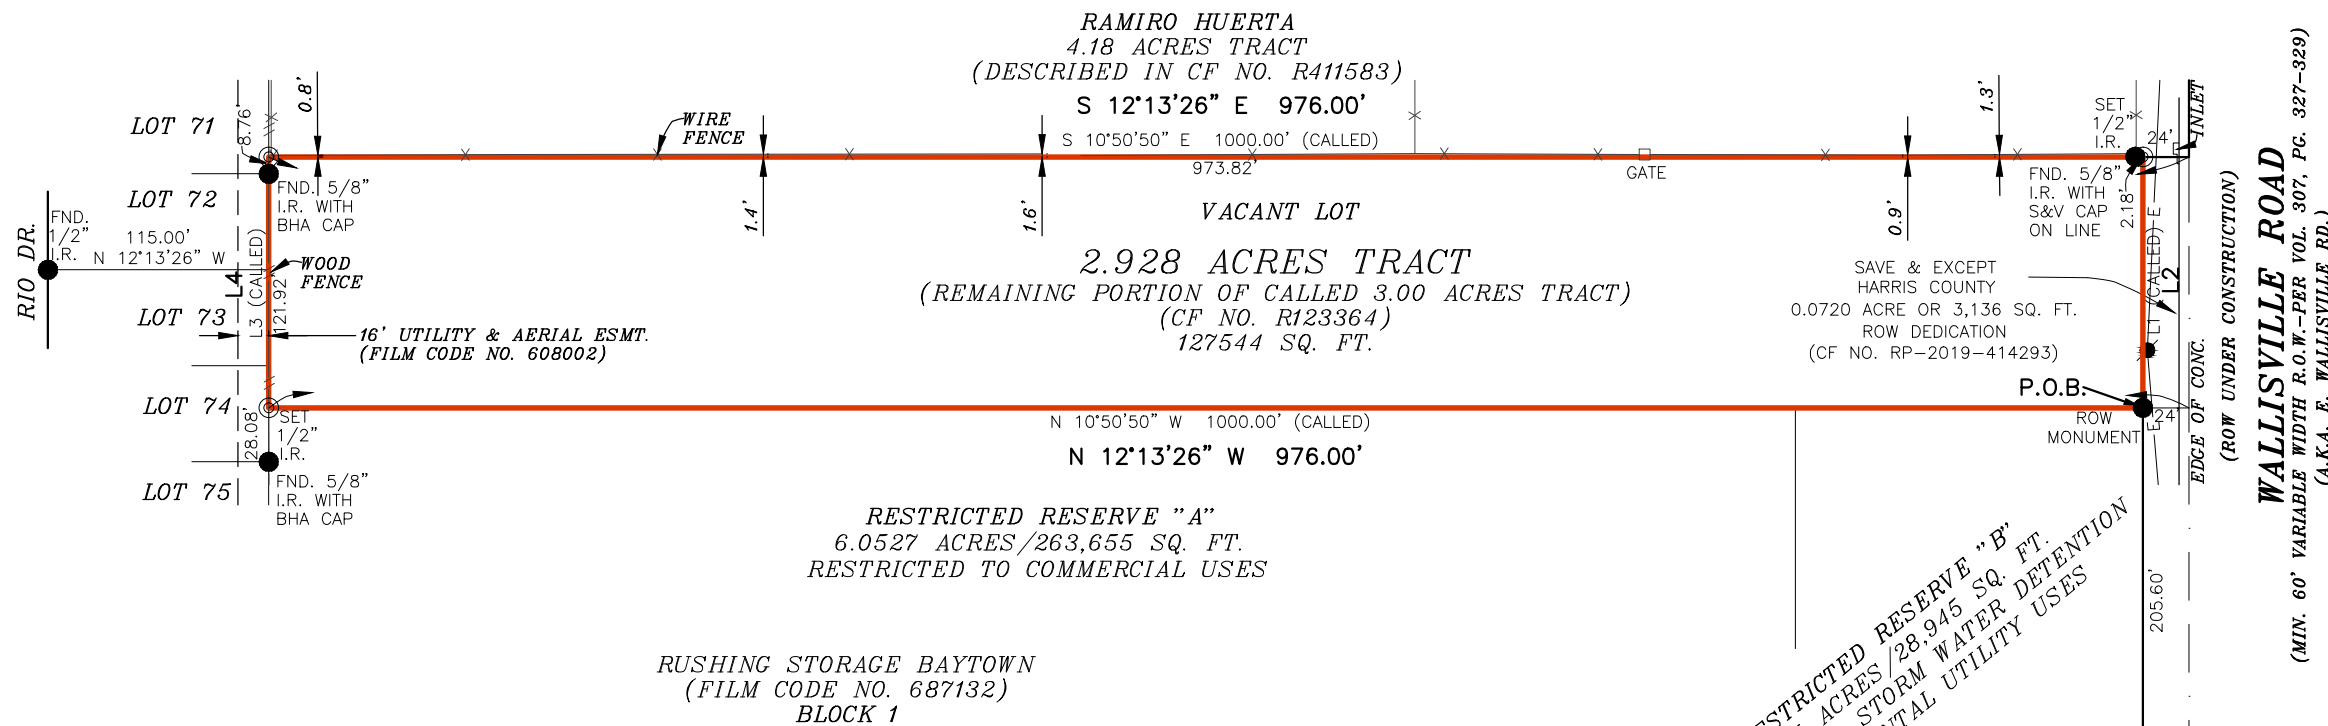 RAMIRO HUERTA
4.18 ACRES TRACT
(DESCRIBED IN CF NO. R411583)
S 12°13'26" E 976.00'
S 10°50'50" E 1000.00' (CALLED)
973.82'
WIRE
FENCE
0.8'
1.4'
1.6'
0.9'
1.3'
GATE
LOT 71
8.76'
LOT 72
FND. 5/8"
I.R. WITH
BHA CAP
RIO DR.
FND.
1/2"
I.R.
115.00'
N 12°13'26" W
L4
L3 (CALLED)
121.92'
WOOD
FENCE
LOT 73
16' UTILITY & AERIAL ESMT.
(FILM CODE NO. 608002)
LOT 74
SET
1/2"
I.R.
28.08'
LOT 75
FND. 5/8"
I.R. WITH
BHA CAP
VACANT LOT
2.928 ACRES TRACT
(REMAINING PORTION OF CALLED 3.00 ACRES TRACT)
(CF NO. R123364)
127544 SQ. FT.
SET
1/2"
I.R.
24'
INLET
FND. 5/8"
I.R. WITH
S&V CAP
ON LINE
2.18'
SAVE & EXCEPT
HARRIS COUNTY
0.0720 ACRE OR 3,136 SQ. FT.
ROW DEDICATION
(CF NO. RP-2019-414293)
E
L1 (CALLED)
L2
P.O.B.
ROW
MONUMENT
E
24'
EDGE OF CONC.
(ROW UNDER CONSTRUCTION)
WALLISVILLE ROAD
(MIN. 60' VARIABLE WIDTH R.O.W.-PER VOL. 307, PG. 327-329)
(A.K.A. E. WALLISVILLE RD.)
N 10°50'50" W 1000.00' (CALLED)
N 12°13'26" W 976.00'
RESTRICTED RESERVE "A"
6.0527 ACRES/263,655 SQ. FT.
RESTRICTED TO COMMERCIAL USES
RUSHING STORAGE BAYTOWN
(FILM CODE NO. 687132)
BLOCK 1
205.60'
RESERVE "B"
ACRES/28,945 SQ. FT.
STORM WATER DETENTION
UTILITY USES